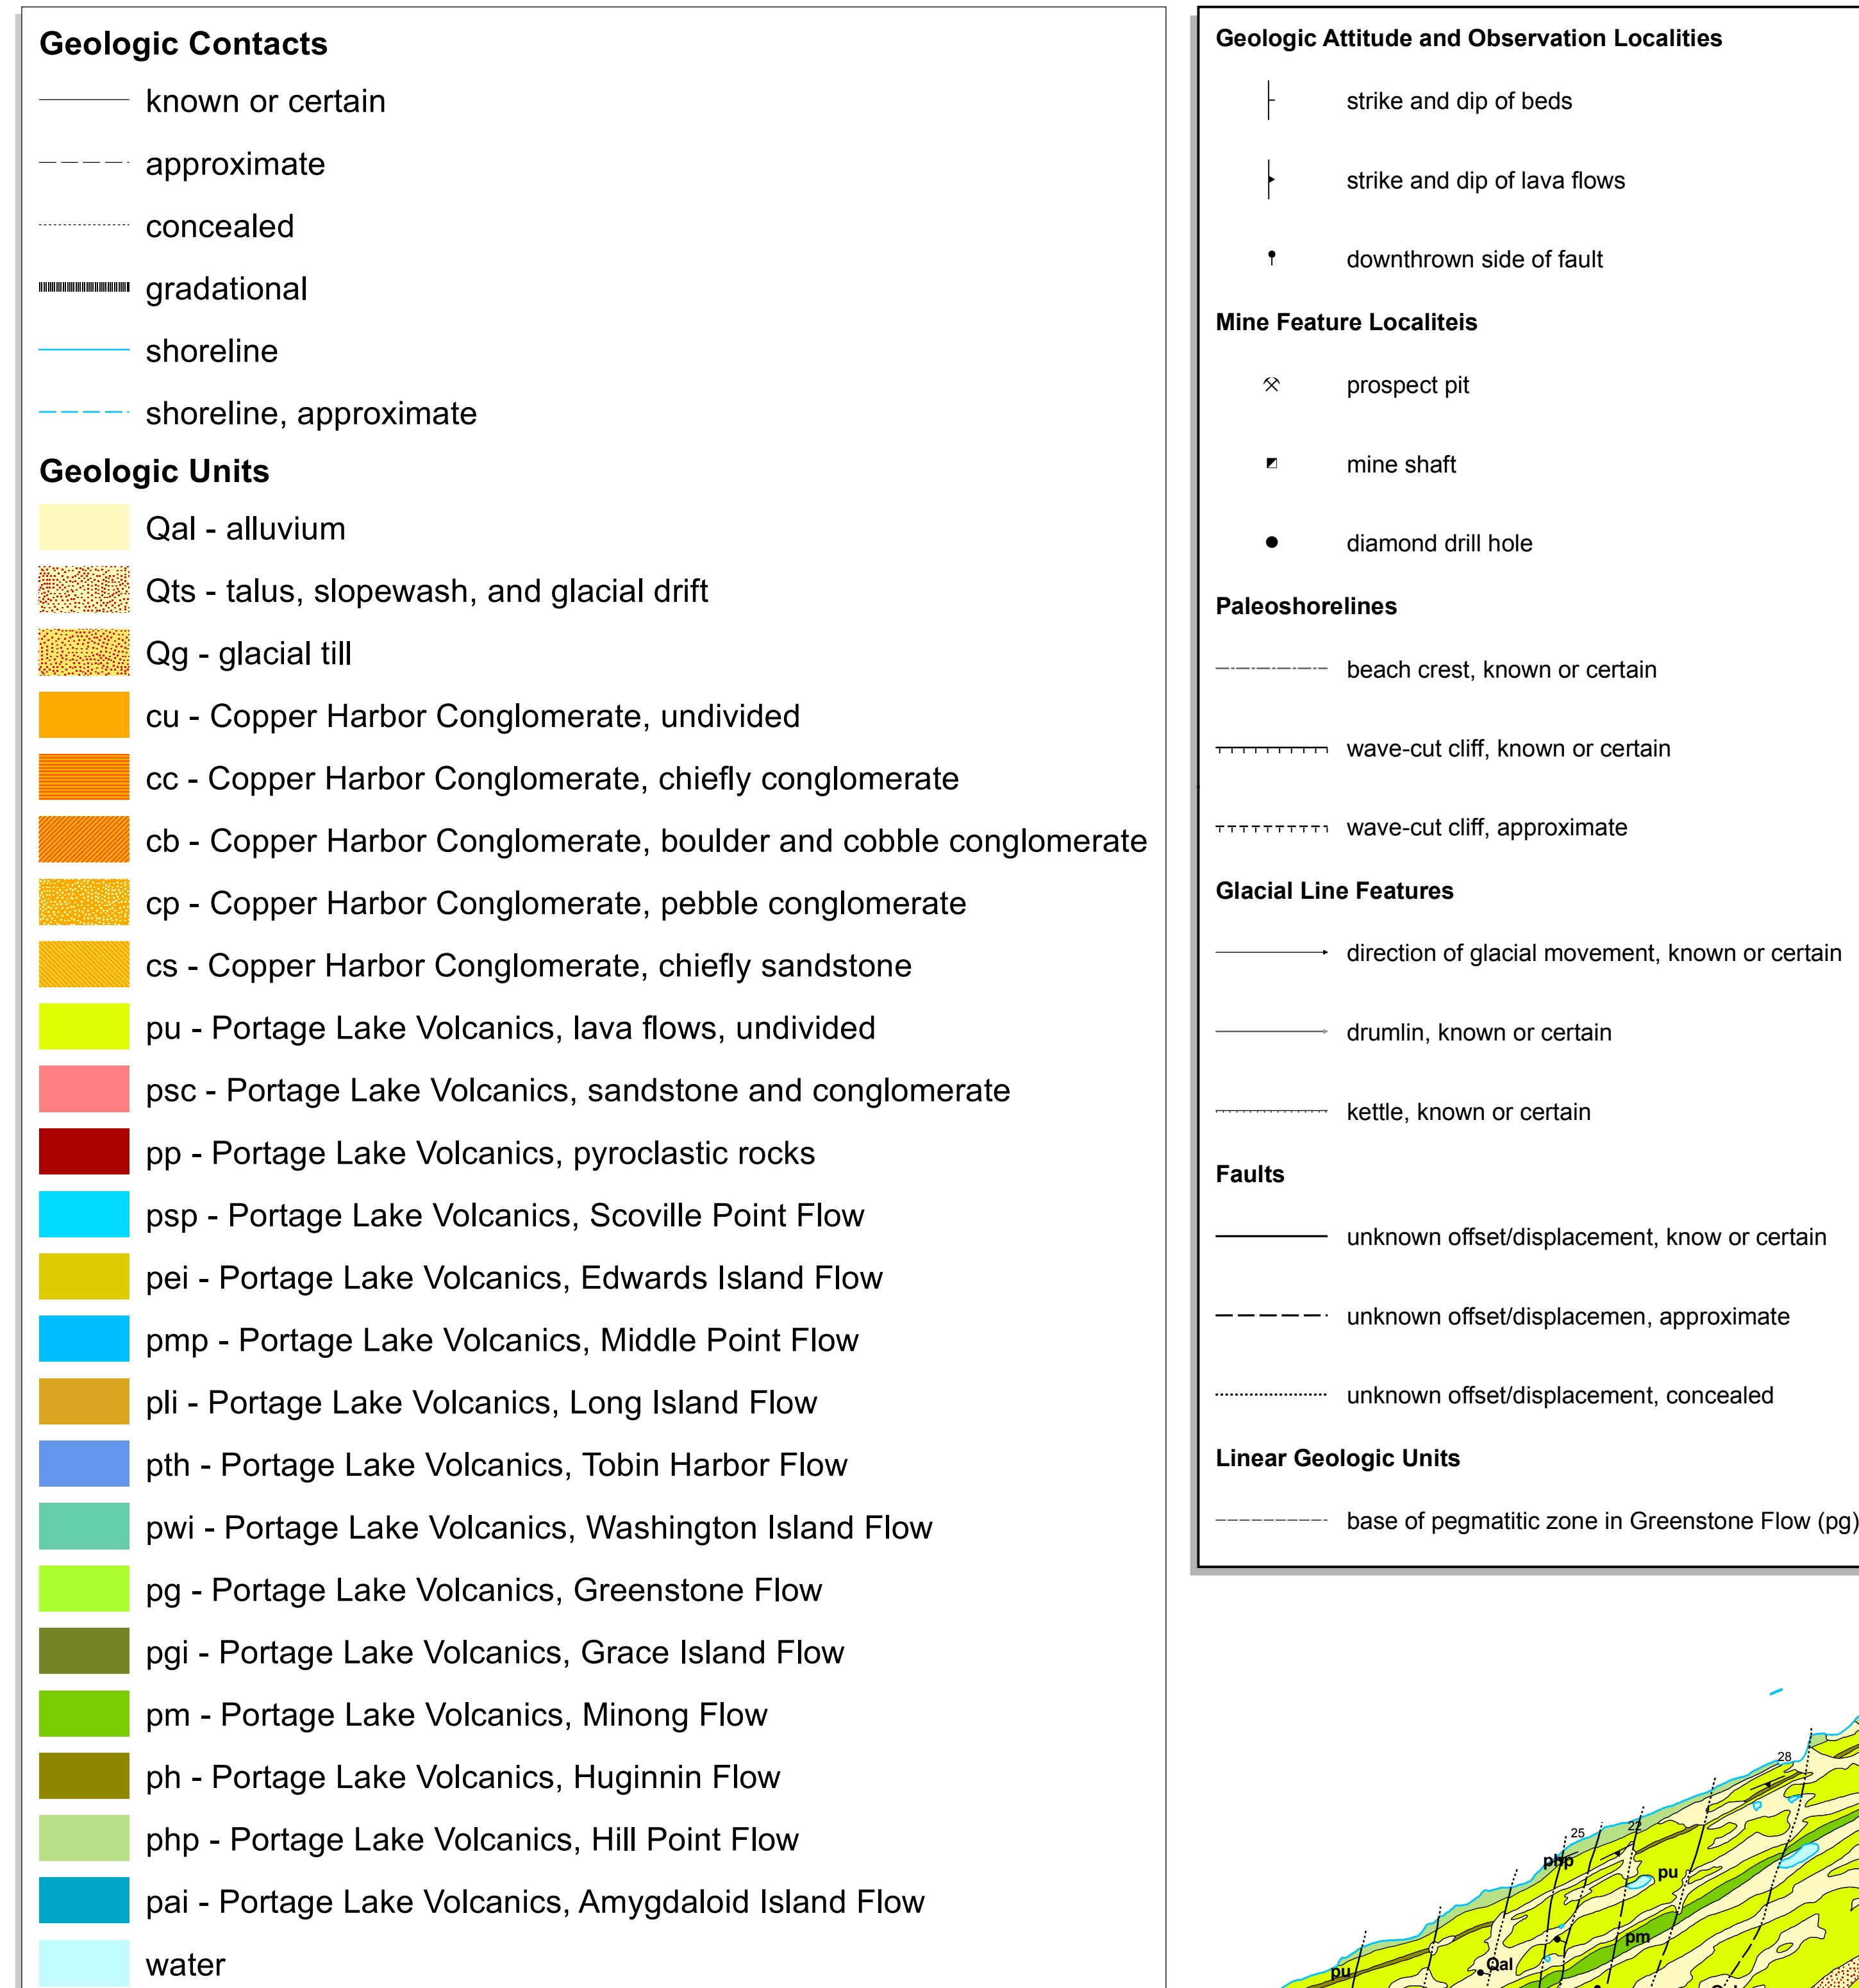 Geologic Contacts
known or certain
approximate
concealed
gradational
shoreline
shoreline, approximate
Geologic Units
Qal - alluvium
Qts - talus, slopewash, and glacial drift
Qg - glacial till
cu - Copper Harbor Conglomerate, undivided
cc - Copper Harbor Conglomerate, chiefly conglomerate
cb - Copper Harbor Conglomerate, boulder and cobble conglomerate
cp - Copper Harbor Conglomerate, pebble conglomerate
cs - Copper Harbor Conglomerate, chiefly sandstone
pu - Portage Lake Volcanics, lava flows, undivided
psc - Portage Lake Volcanics, sandstone and conglomerate
pp - Portage Lake Volcanics, pyroclastic rocks
psp - Portage Lake Volcanics, Scoville Point Flow
pei - Portage Lake Volcanics, Edwards Island Flow
pmp - Portage Lake Volcanics, Middle Point Flow
pli - Portage Lake Volcanics, Long Island Flow
pth - Portage Lake Volcanics, Tobin Harbor Flow
pwi - Portage Lake Volcanics, Washington Island Flow
pg - Portage Lake Volcanics, Greenstone Flow
pgi - Portage Lake Volcanics, Grace Island Flow
pm - Portage Lake Volcanics, Minong Flow
ph - Portage Lake Volcanics, Huginnin Flow
php - Portage Lake Volcanics, Hill Point Flow
pai - Portage Lake Volcanics, Amygdaloid Island Flow
water
Geologic Attitude and Observation Localities
strike and dip of beds
strike and dip of lava flows
downthrown side of fault
Mine Feature Localiteis
prospect pit
mine shaft
diamond drill hole
Paleoshorelines
beach crest, known or certain
wave-cut cliff, known or certain
wave-cut cliff, approximate
Glacial Line Features
direction of glacial movement, known or certain
drumlin, known or certain
kettle, known or certain
Faults
unknown offset/displacement, know or certain
unknown offset/displacemen, approximate
unknown offset/displacement, concealed
Linear Geologic Units
base of pegmatitic zone in Greenstone Flow (pg)
28
22
25
php
pu
pm
Qal
pu